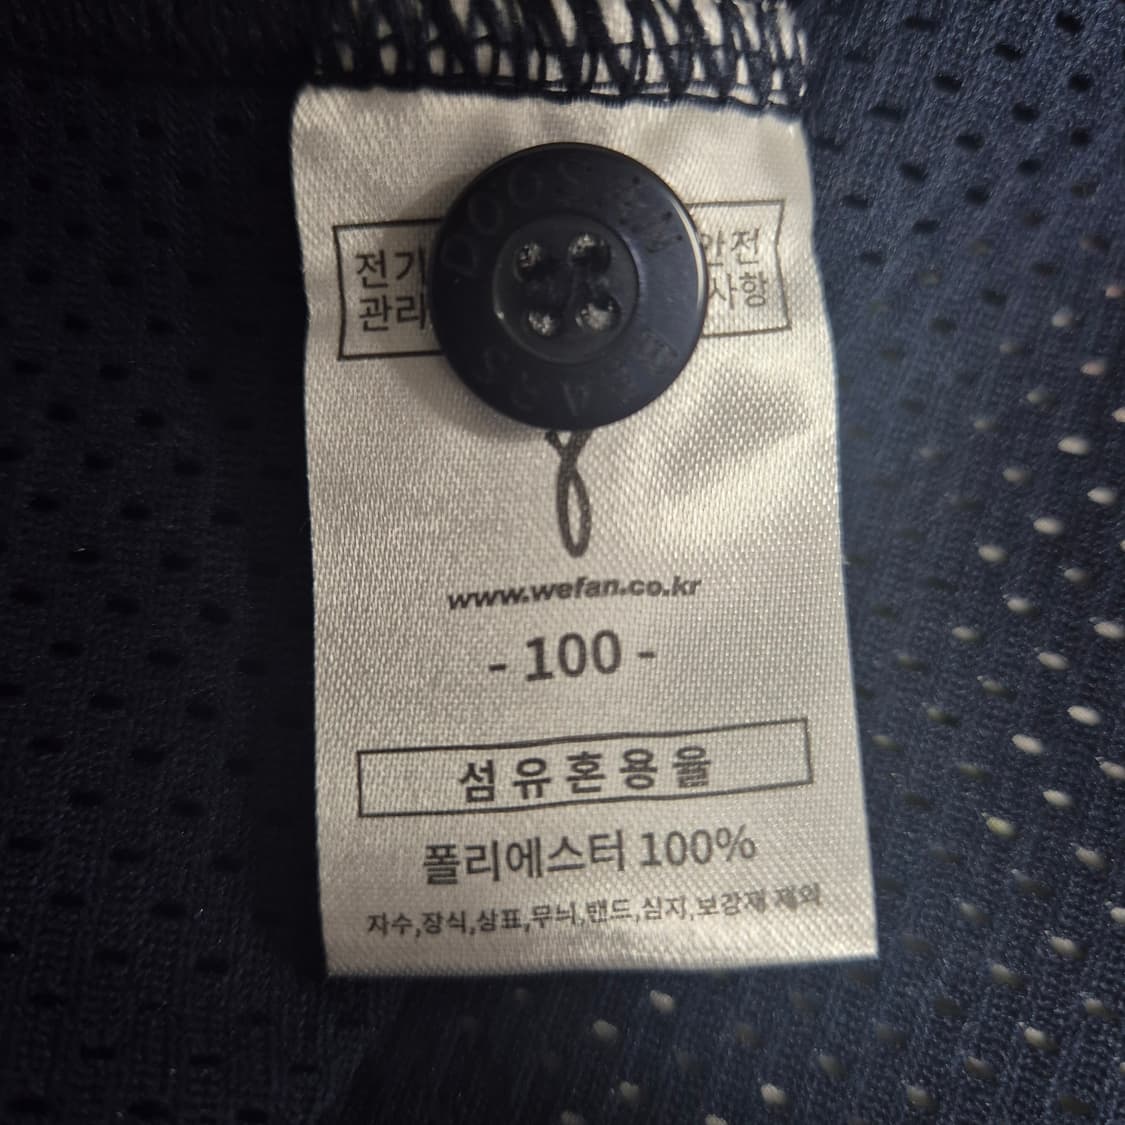 DOOSAN
BEARS
전기 안전
관리 사항
www.wefan.co.kr
- 100 -
섬유혼용율
폴리에스터 100%
자수,장식,상표,무늬,밴드,심지,보강재 제외